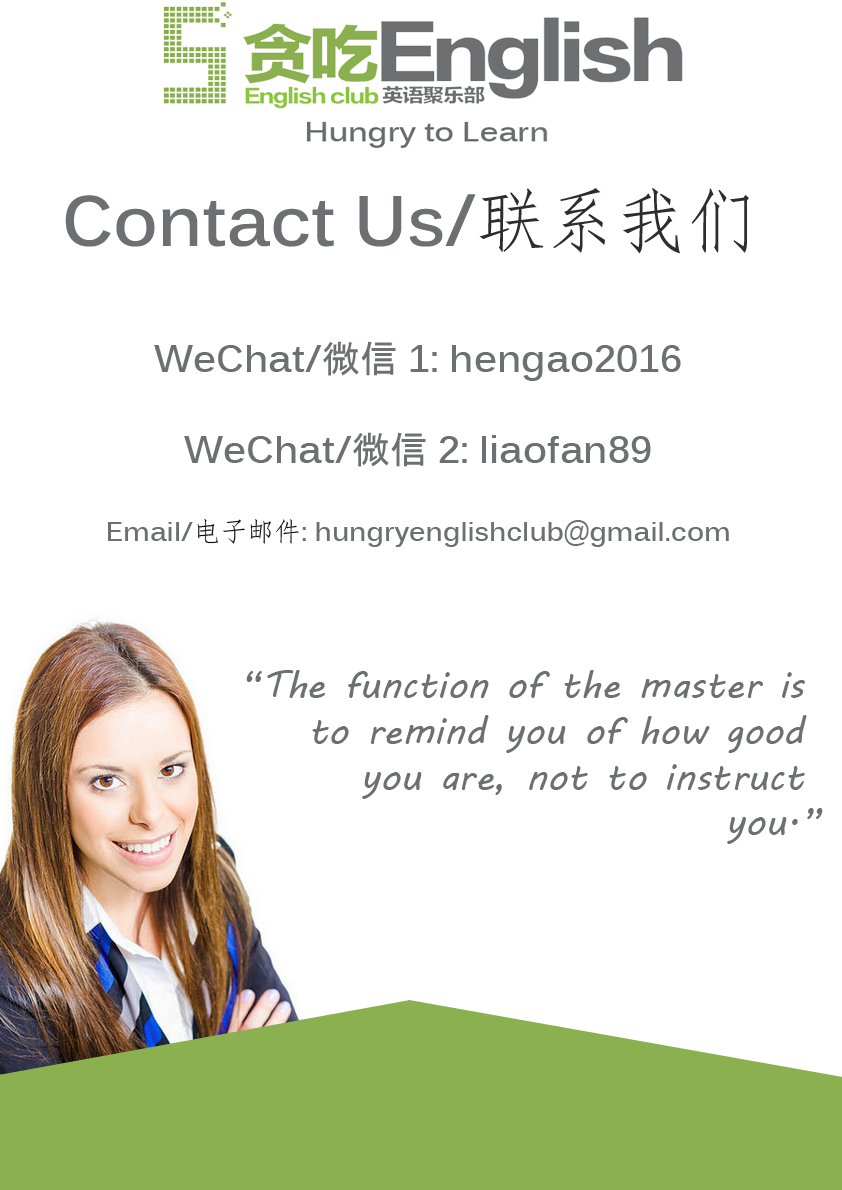 贪吃English
English club 英语聚乐部
Hungry to Learn
Contact Us/联系我们
WeChat/微信 1: hengao2016
WeChat/微信 2: liaofan89
Email/电子邮件: hungryenglishclub@gmail.com
“The function of the master is
to remind you of how good
you are, not to instruct
you.”